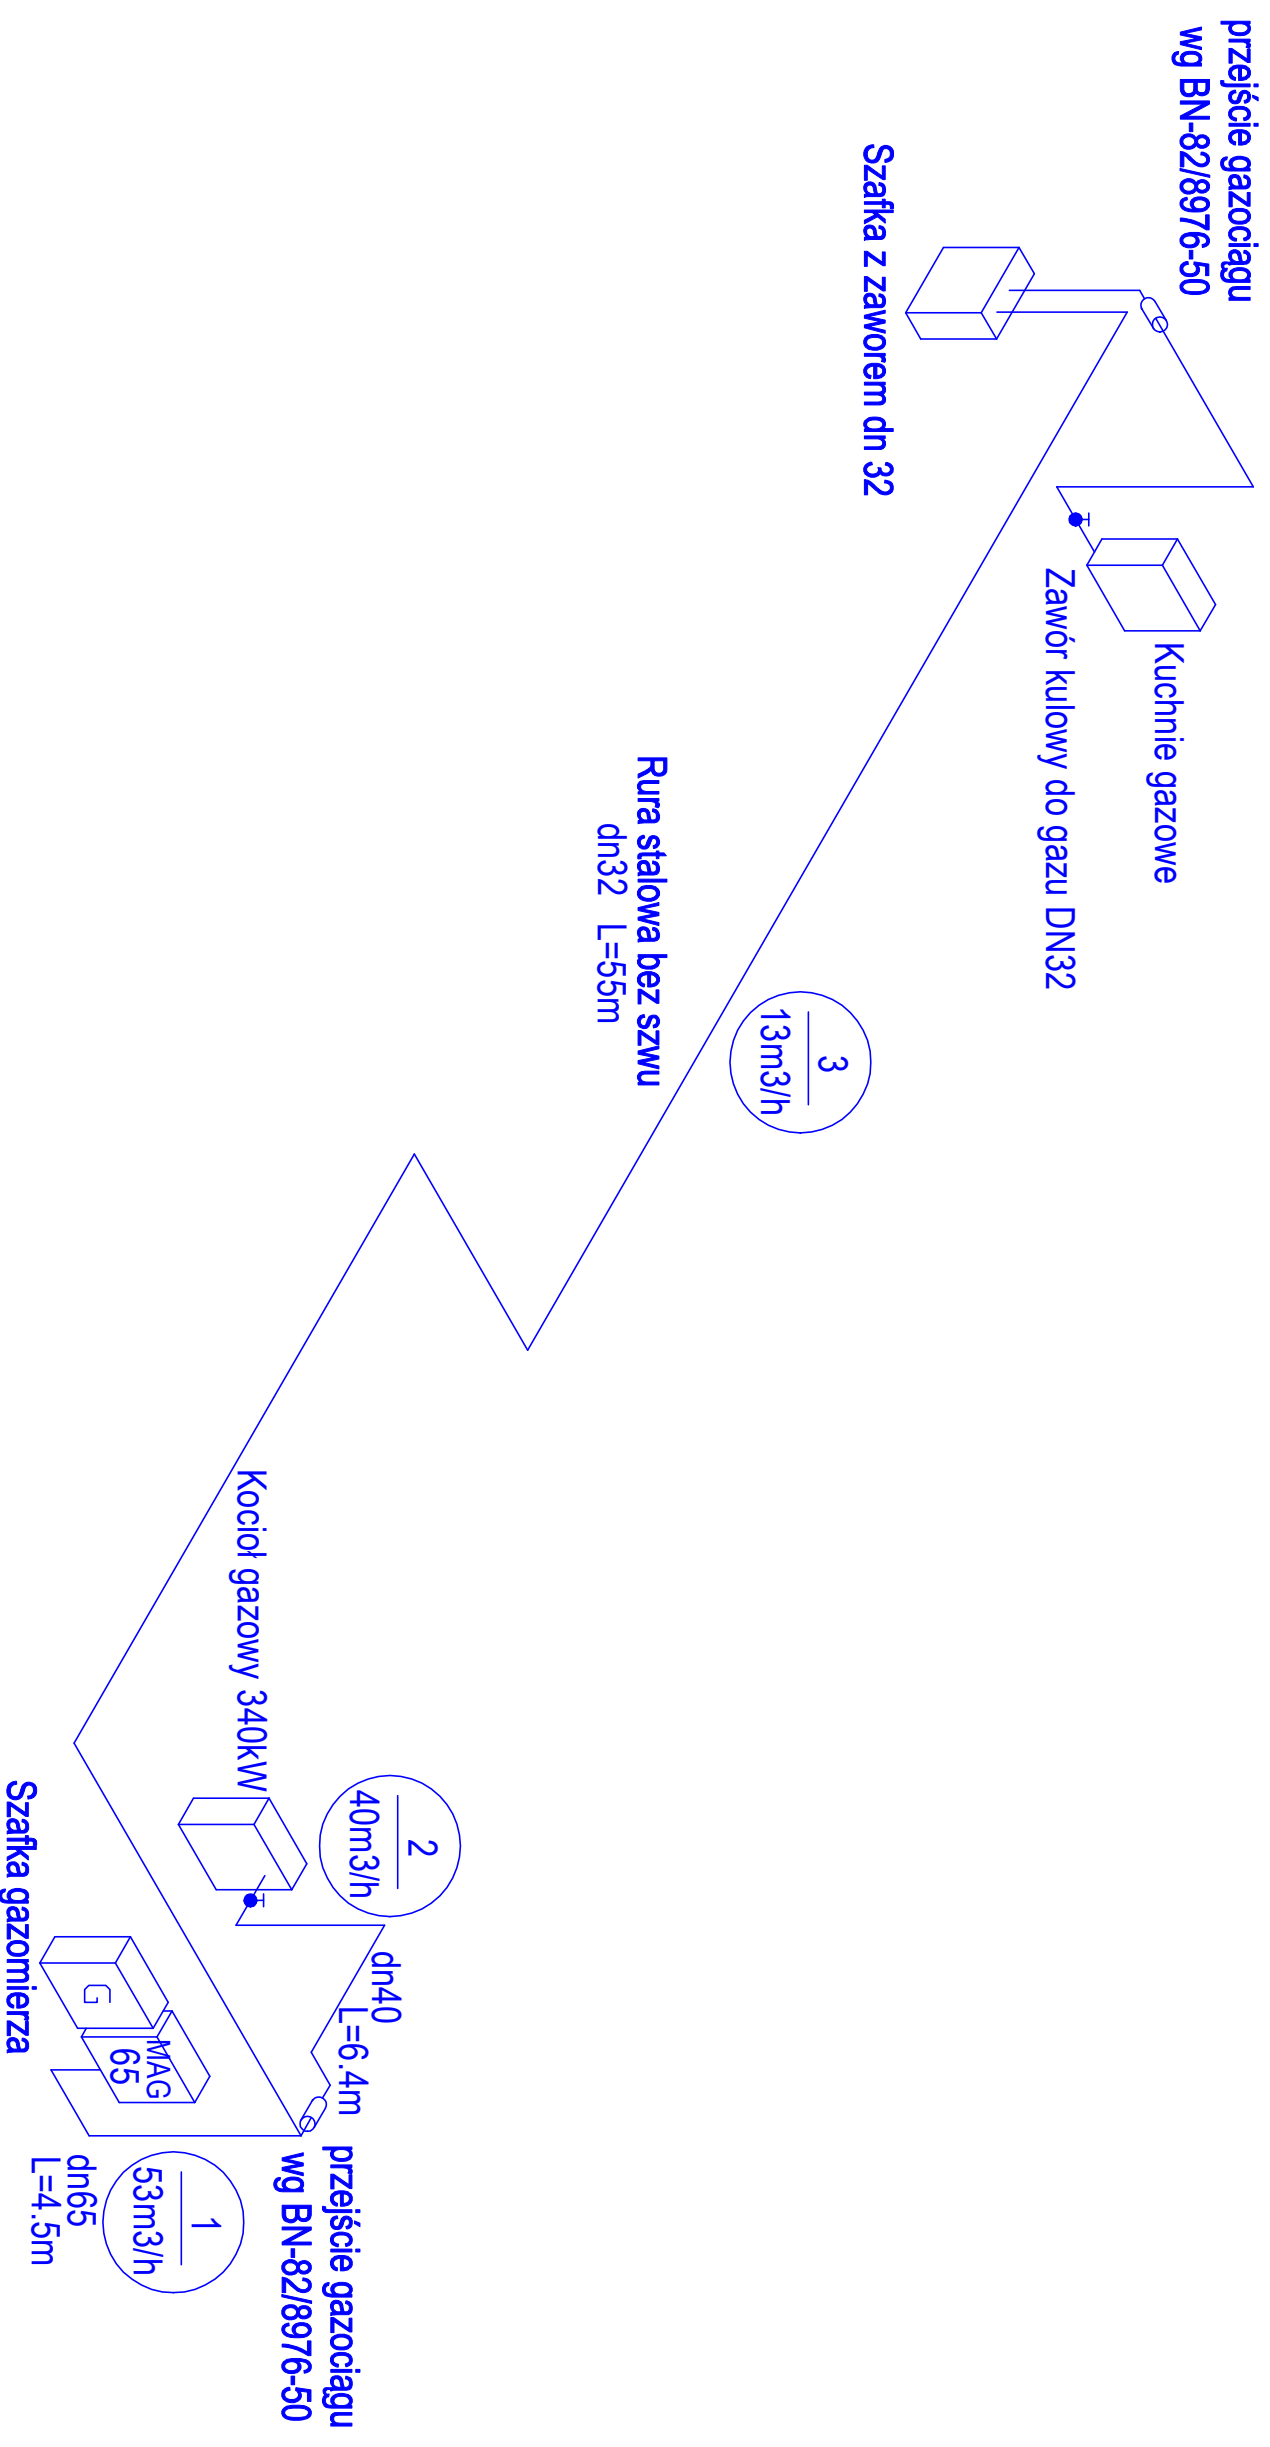 przejście gazociągu
wg BN-82/8976-50
Szafka z zaworem dn 32
Kuchnie gazowe
Zawór kulowy do gazu DN32
Rura stalowa bez szwu
dn32 L=55m
3
13m3/h
Kocioł gazowy 340kW
2
40m3/h
dn40
L=6.4m
Szafka gazomierza
G
MAG
65
przejście gazociągu
wg BN-82/8976-50
1
53m3/h
dn65
L=4.5m